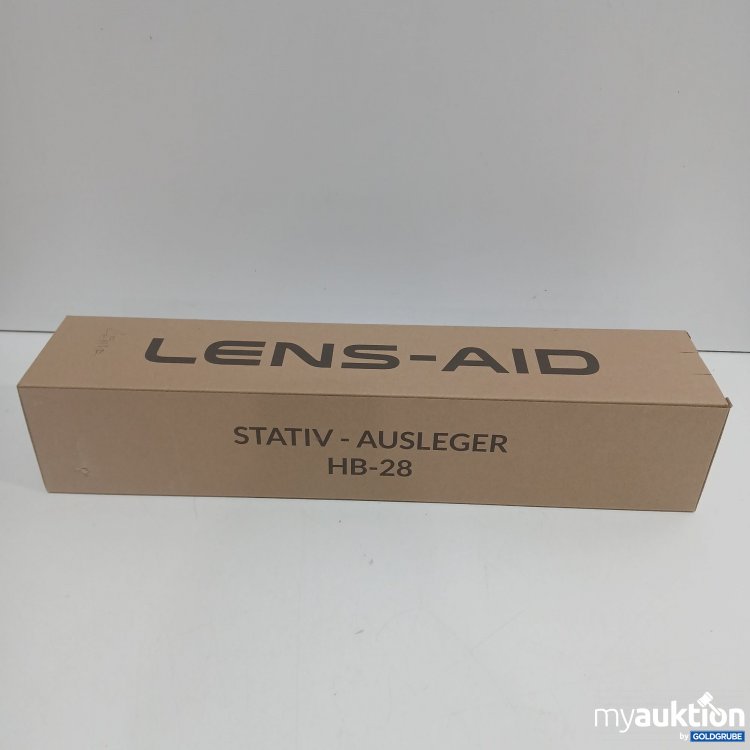 LENS-AID
STATIV - AUSLEGER
HB-28
myauktion
by GOLDGRUBE